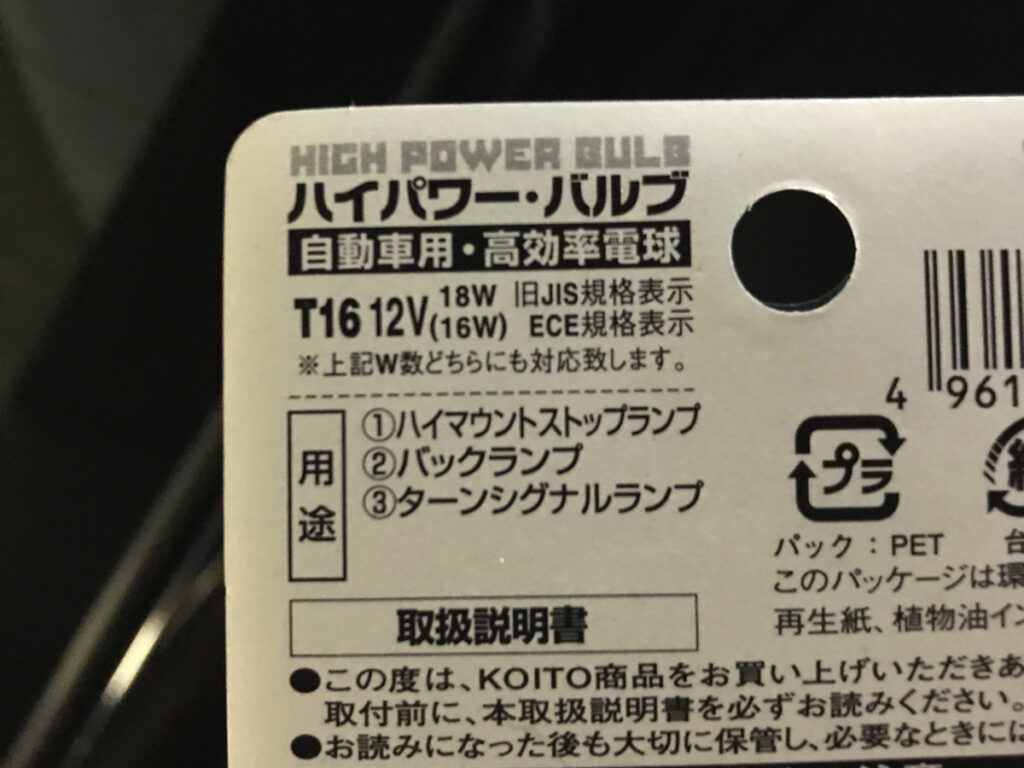 HIGH POWER BULB
ハイパワー・バルブ
自動車用・高効率電球
T16 12V 18W 旧JIS規格表示
(16W) ECE規格表示
※上記W数どちらにも対応致します。
用途
①ハイマウントストップランプ
②バックランプ
③ターンシグナルランプ
4 961
プラ
パック：PET
このパッケージは環
再生紙、植物油イン
取扱説明書
●この度は、KOITO商品をお買い上げいただきあ
取付前に、本取扱説明書を必ずお読みください。
●お読みになった後も大切に保管し、必要なときには